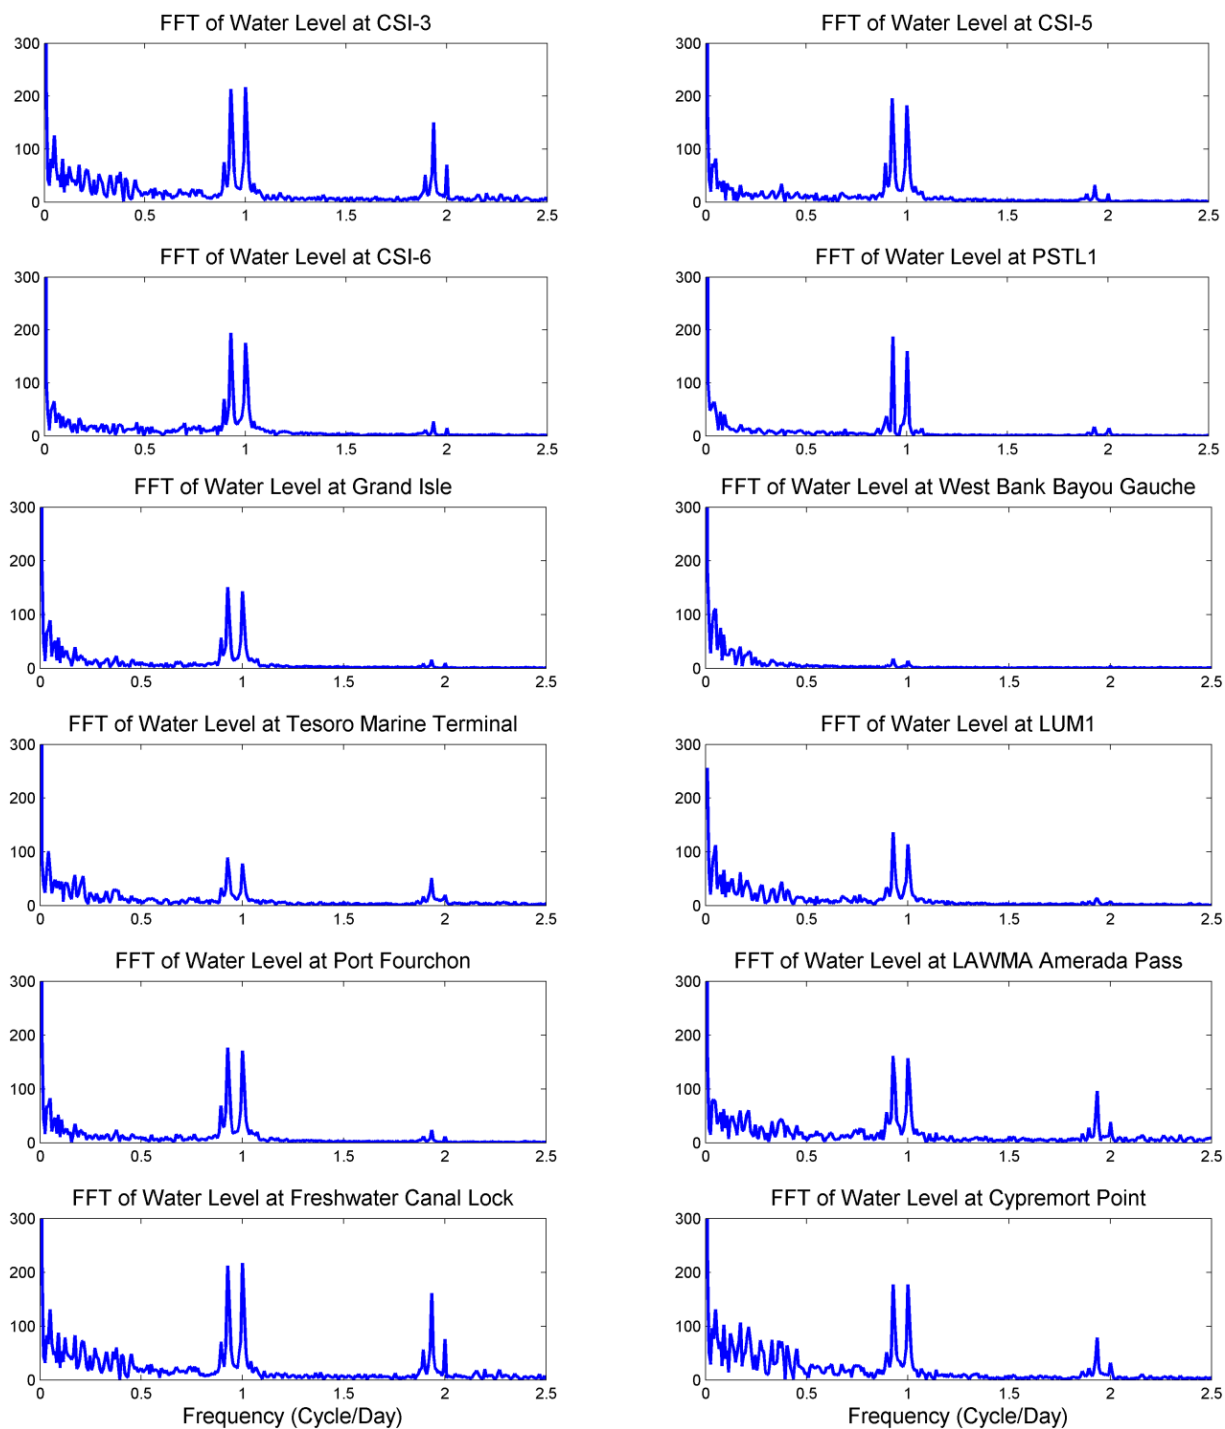 FFT of Water Level at CSI-3
300
200
100
0
0 0.5 1 1.5 2 2.5
FFT of Water Level at CSI-5
300
200
100
0
0 0.5 1 1.5 2 2.5
FFT of Water Level at CSI-6
300
200
100
0
0 0.5 1 1.5 2 2.5
FFT of Water Level at PSTL1
300
200
100
0
0 0.5 1 1.5 2 2.5
FFT of Water Level at Grand Isle
300
200
100
0
0 0.5 1 1.5 2 2.5
FFT of Water Level at West Bank Bayou Gauche
300
200
100
0
0 0.5 1 1.5 2 2.5
FFT of Water Level at Tesoro Marine Terminal
300
200
100
0
0 0.5 1 1.5 2 2.5
FFT of Water Level at LUM1
300
200
100
0
0 0.5 1 1.5 2 2.5
FFT of Water Level at Port Fourchon
300
200
100
0
0 0.5 1 1.5 2 2.5
FFT of Water Level at LAWMA Amerada Pass
300
200
100
0
0 0.5 1 1.5 2 2.5
FFT of Water Level at Freshwater Canal Lock
300
200
100
0
0 0.5 1 1.5 2 2.5
Frequency (Cycle/Day)
FFT of Water Level at Cypremort Point
300
200
100
0
0 0.5 1 1.5 2 2.5
Frequency (Cycle/Day)